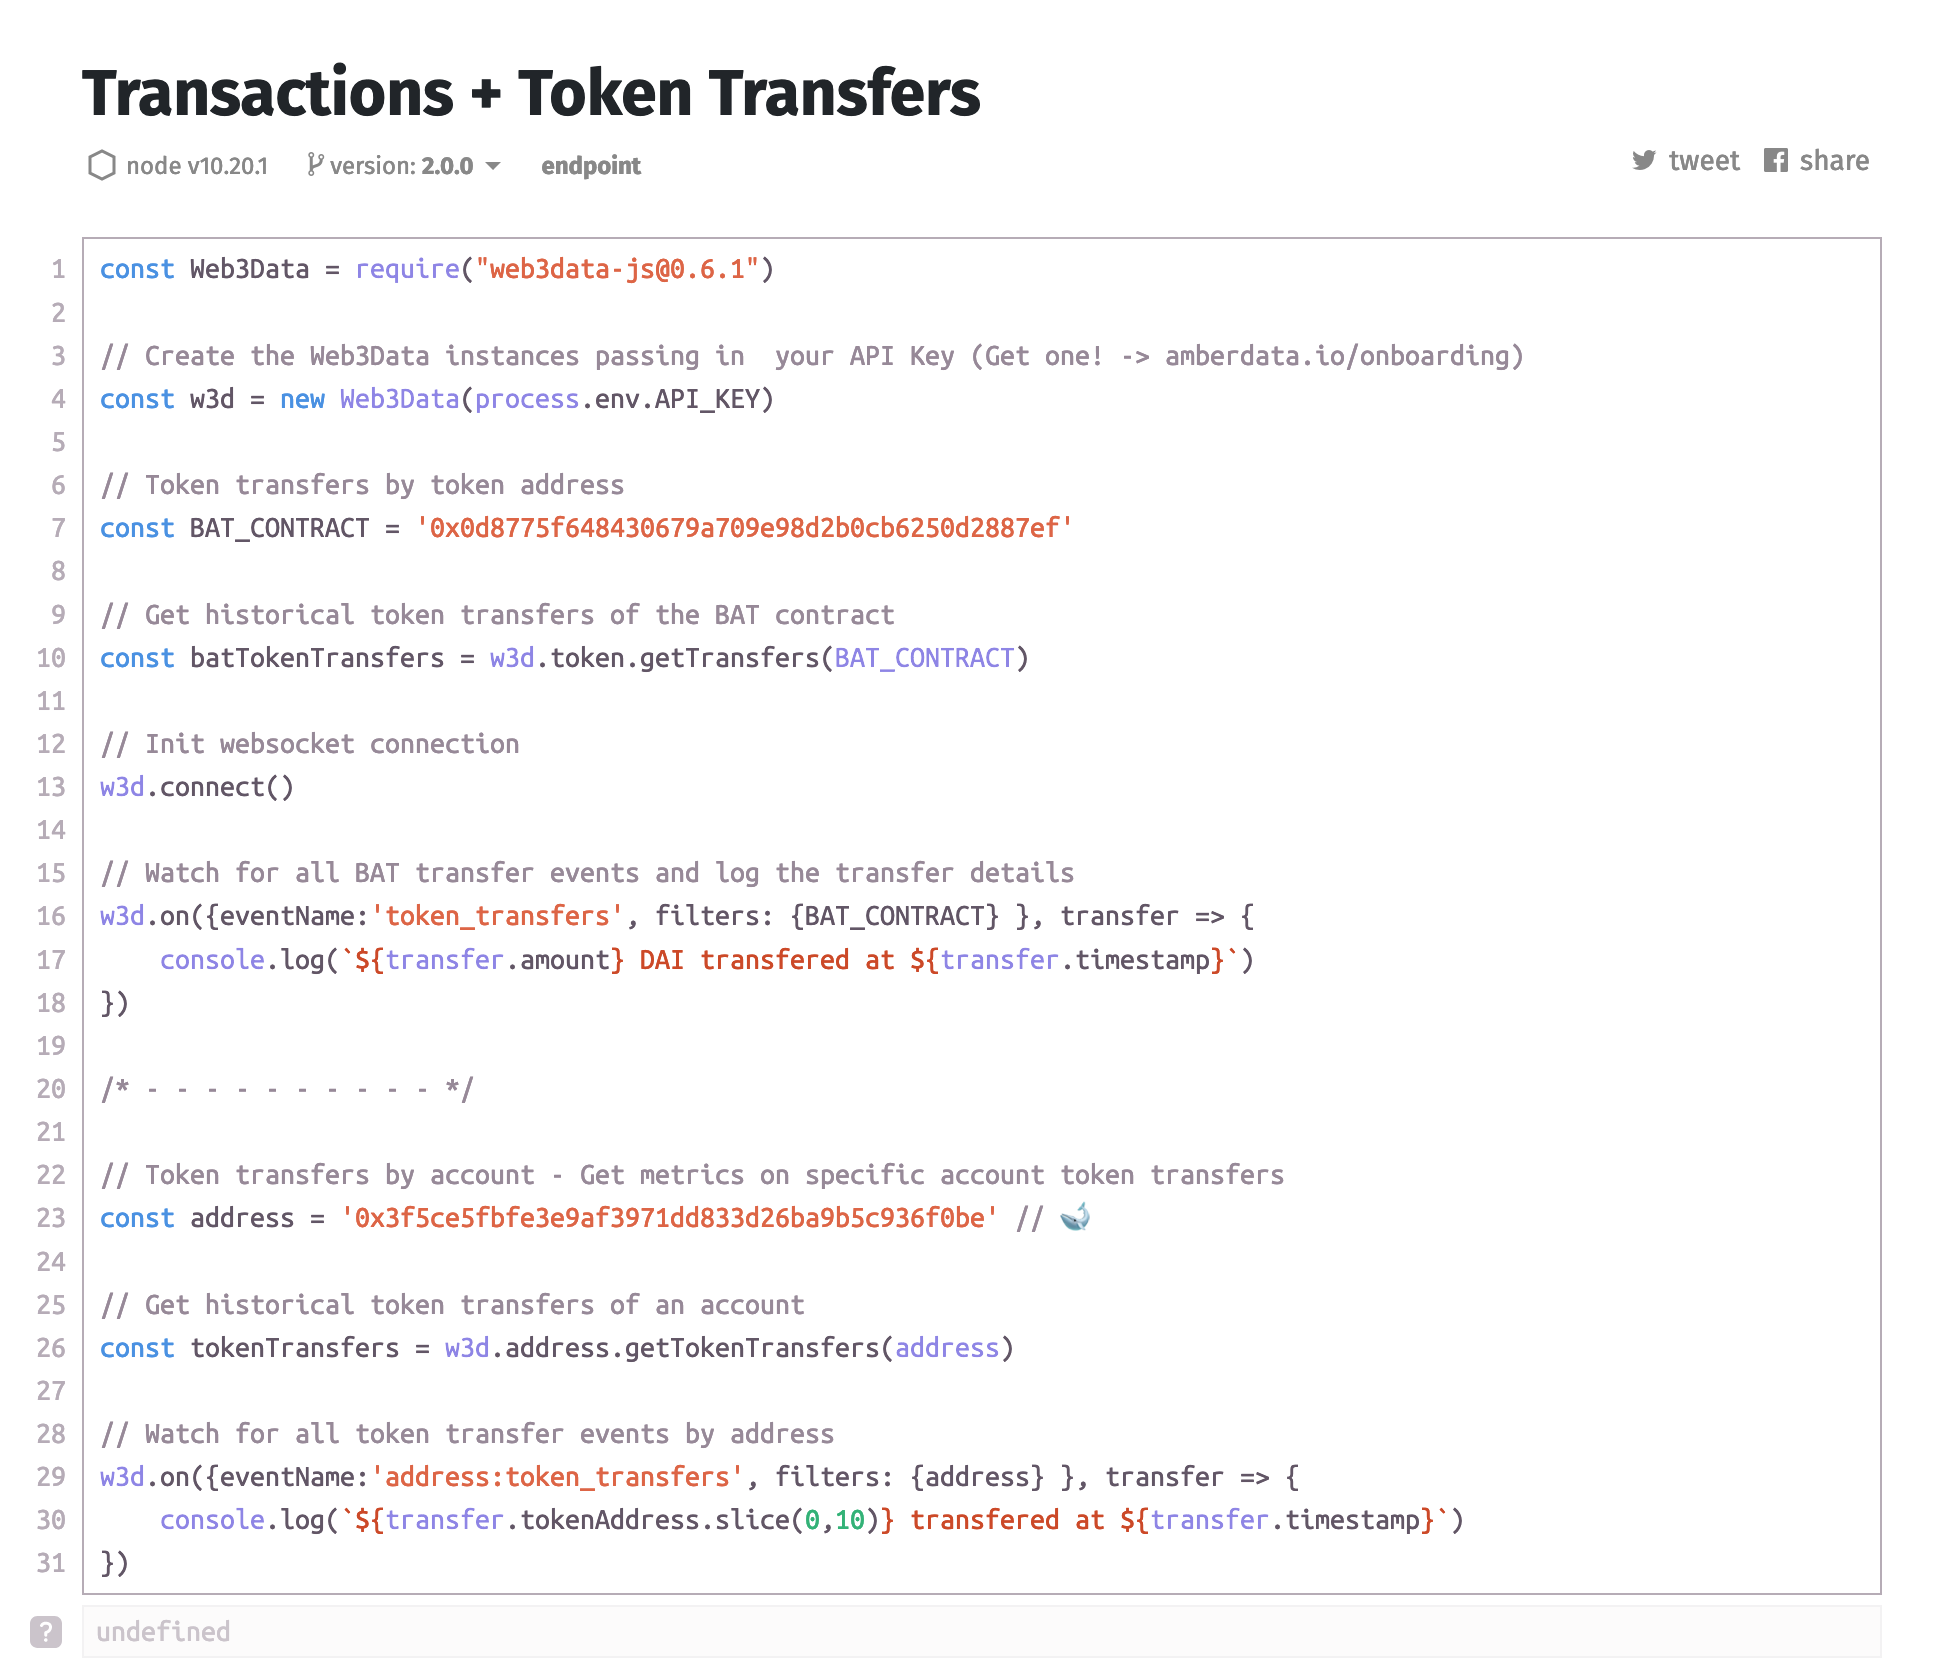 Transactions + Token Transfers
node v10.20.1 version: 2.0.0 endpoint tweet share
1 const Web3Data = require("web3data-js@0.6.1")
2
3 // Create the Web3Data instances passing in  your API Key (Get one! -> amberdata.io/onboarding)
4 const w3d = new Web3Data(process.env.API_KEY)
5
6 // Token transfers by token address
7 const BAT_CONTRACT = '0x0d8775f648430679a709e98d2b0cb6250d2887ef'
8
9 // Get historical token transfers of the BAT contract
10 const batTokenTransfers = w3d.token.getTransfers(BAT_CONTRACT)
11
12 // Init websocket connection
13 w3d.connect()
14
15 // Watch for all BAT transfer events and log the transfer details
16 w3d.on({eventName:'token_transfers', filters: {BAT_CONTRACT} }, transfer => {
17     console.log(`${transfer.amount} DAI transfered at ${transfer.timestamp}`)
18 })
19
20 /* - - - - - - - - - - */
21
22 // Token transfers by account - Get metrics on specific account token transfers
23 const address = '0x3f5ce5fbfe3e9af3971dd833d26ba9b5c936f0be' // 🐋
24
25 // Get historical token transfers of an account
26 const tokenTransfers = w3d.address.getTokenTransfers(address)
27
28 // Watch for all token transfer events by address
29 w3d.on({eventName:'address:token_transfers', filters: {address} }, transfer => {
30     console.log(`${transfer.tokenAddress.slice(0,10)} transfered at ${transfer.timestamp}`)
31 })
? undefined